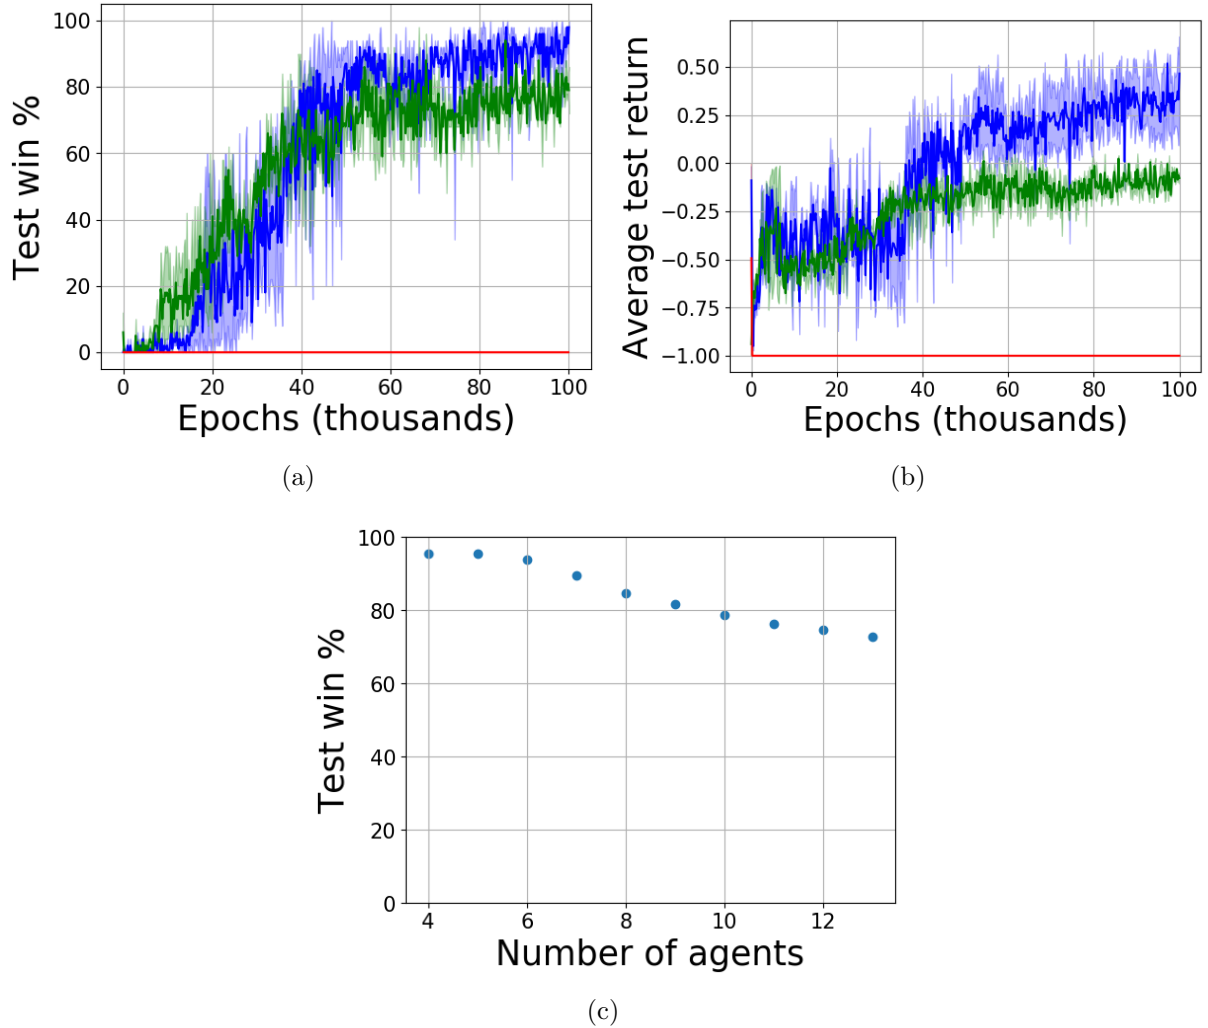 100
80
60
40
20
0
Test win %
0 20 40 60 80 100
Epochs (thousands)
(a)
0.50
0.25
0.00
−0.25
−0.50
−0.75
−1.00
Average test return
0 20 40 60 80 100
Epochs (thousands)
(b)
100
80
60
40
20
0
Test win %
4 6 8 10 12
Number of agents
(c)